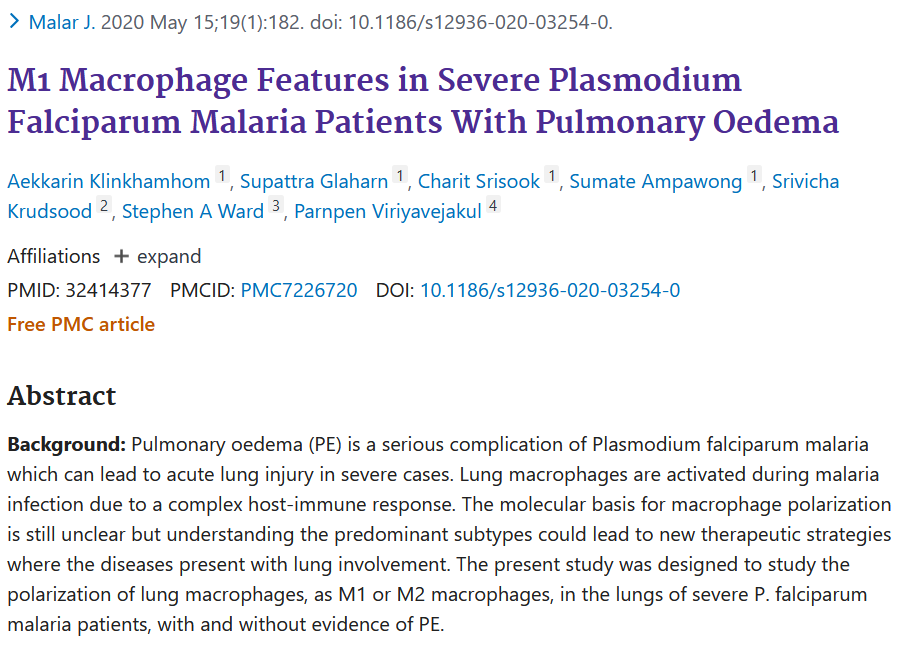 > Malar J. 2020 May 15;19(1):182. doi: 10.1186/s12936-020-03254-0.
M1 Macrophage Features in Severe Plasmodium
Falciparum Malaria Patients With Pulmonary Oedema
Aekkarin Klinkhamhom 1, Supattra Glaharn 1, Charit Srisook 1, Sumate Ampawong 1, Srivicha
Krudsood 2, Stephen A Ward 3, Parnpen Viriyavejakul 4
Affiliations + expand
PMID: 32414377 PMCID: PMC7226720 DOI: 10.1186/s12936-020-03254-0
Free PMC article
Abstract
Background: Pulmonary oedema (PE) is a serious complication of Plasmodium falciparum malaria
which can lead to acute lung injury in severe cases. Lung macrophages are activated during malaria
infection due to a complex host-immune response. The molecular basis for macrophage polarization
is still unclear but understanding the predominant subtypes could lead to new therapeutic strategies
where the diseases present with lung involvement. The present study was designed to study the
polarization of lung macrophages, as M1 or M2 macrophages, in the lungs of severe P. falciparum
malaria patients, with and without evidence of PE.